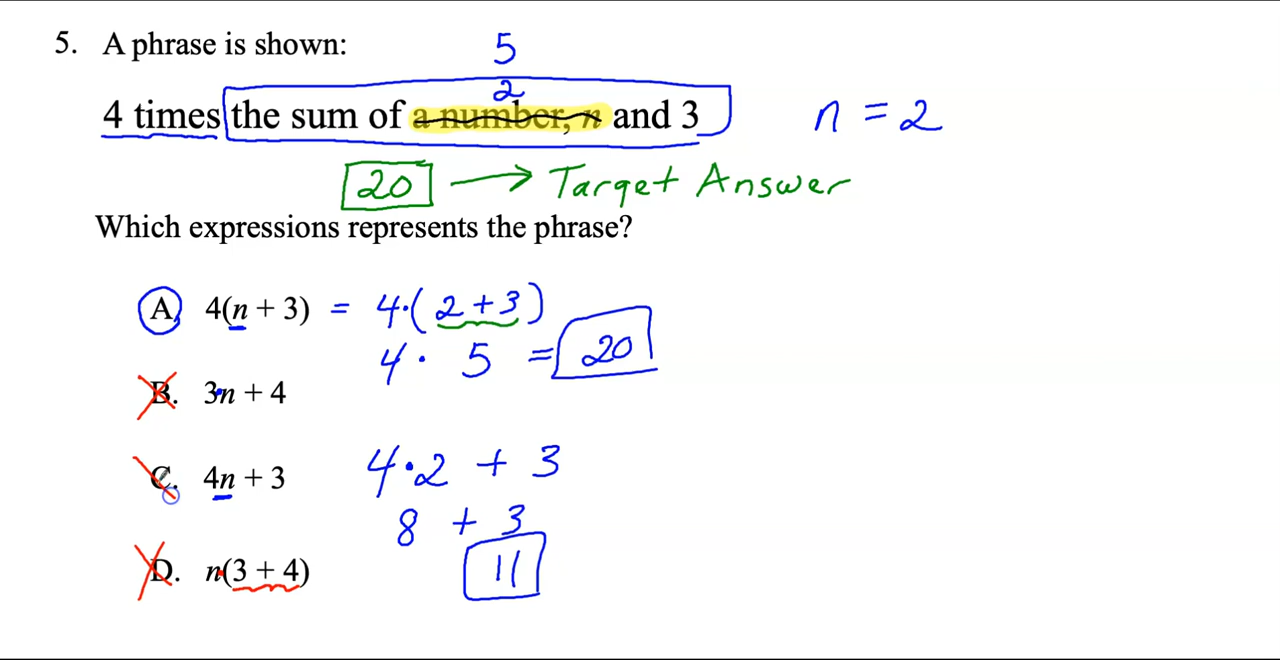 5. A phrase is shown:
5
2
4 times the sum of a number, n and 3
n = 2
20 → Target Answer
Which expressions represents the phrase?
A. 4(n + 3) = 4·(2+3)
4 · 5 = 20
B. 3·n + 4
C. 4n + 3 4·2 + 3
8 + 3
D. n·(3 + 4) 11